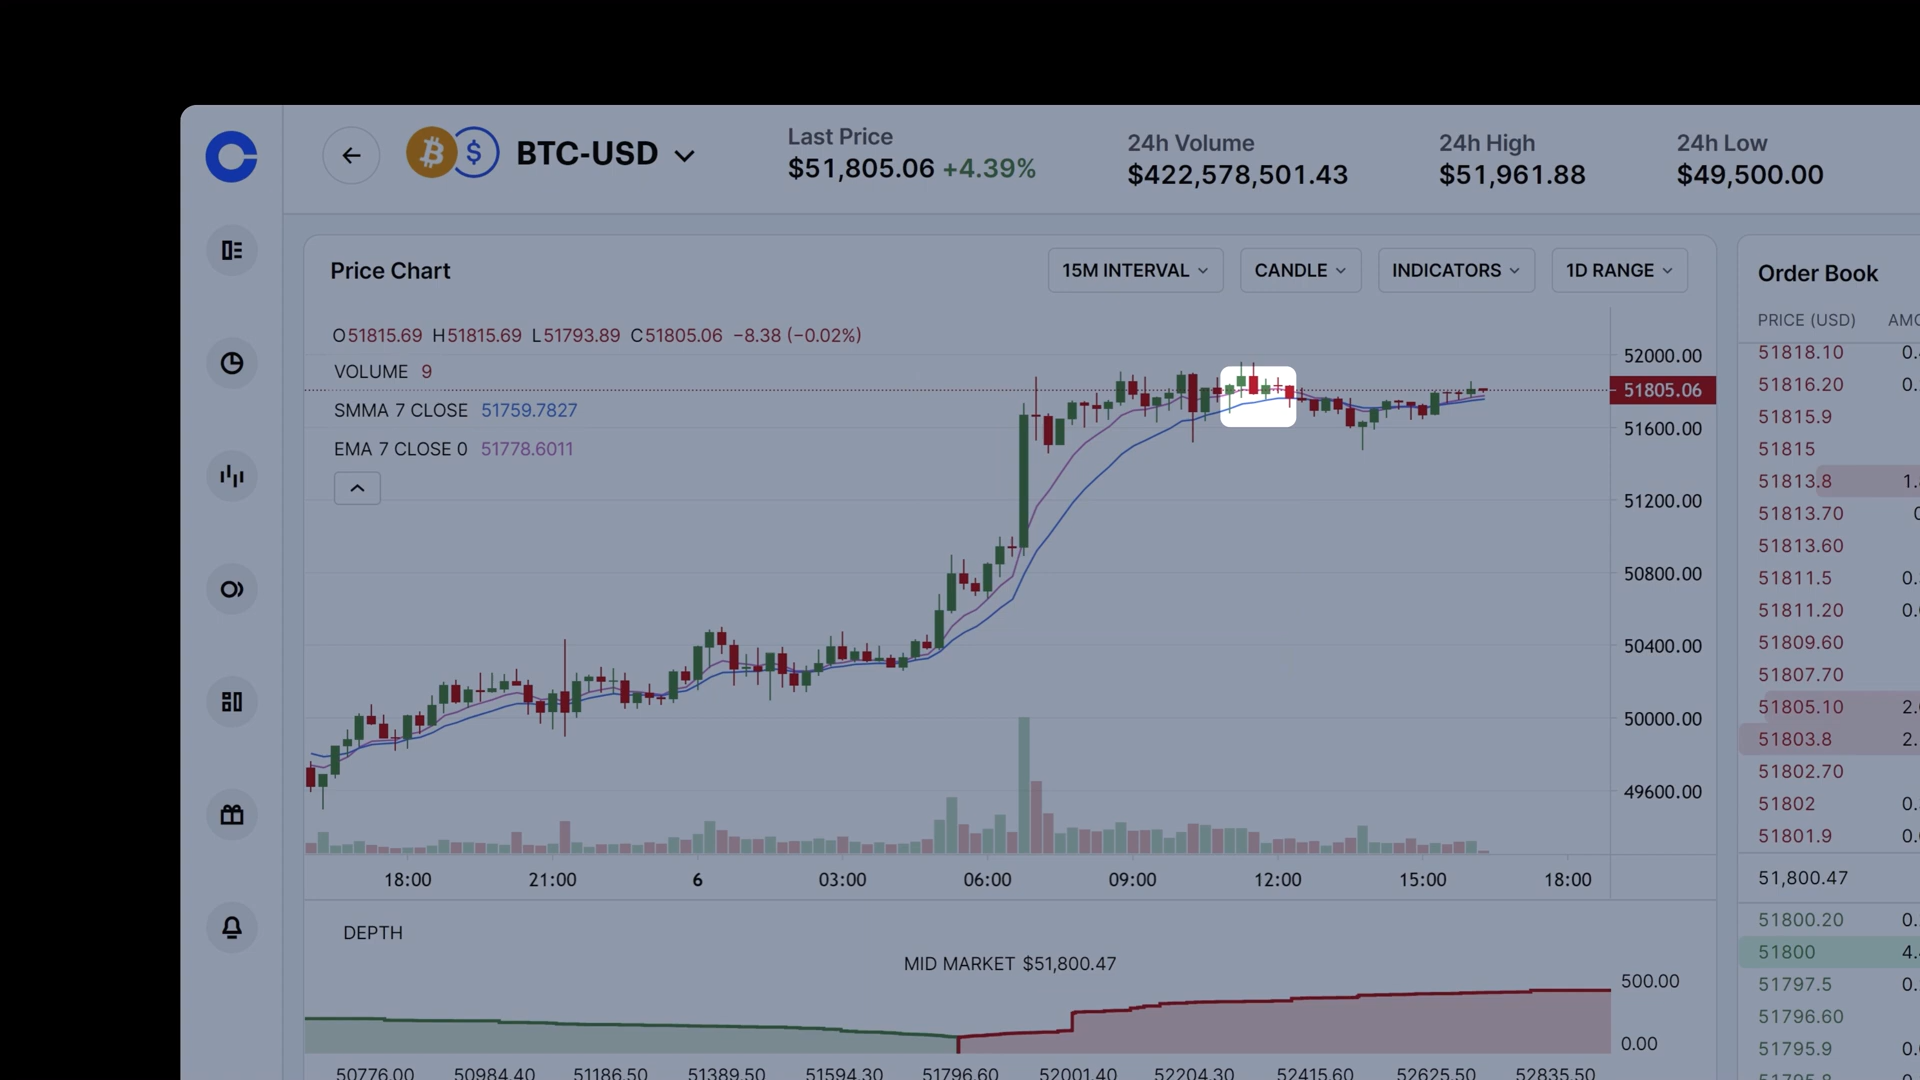 BTC-USD
Last Price
$51,805.06 +4.39%
24h Volume
$422,578,501.43
24h High
$51,961.88
24h Low
$49,500.00
Price Chart
15M INTERVAL
CANDLE
INDICATORS
1D RANGE
O51815.69 H51815.69 L51793.89 C51805.06 −8.38 (−0.02%)
VOLUME 9
SMMA 7 CLOSE 51759.7827
EMA 7 CLOSE 0 51778.6011
52000.00
51805.06
51600.00
51200.00
50800.00
50400.00
50000.00
49600.00
18:00 21:00 6 03:00 06:00 09:00 12:00 15:00 18:00
DEPTH
MID MARKET $51,800.47
500.00
0.00
50776.00 50984.40 51186.50 51389.50 51594.30 51796.60 52001.40 52204.30 52415.60 52625.50 52835.50
Order Book
PRICE (USD)
51818.10
51816.20
51815.9
51815
51813.8
51813.70
51813.60
51811.5
51811.20
51809.60
51807.70
51805.10
51803.8
51802.70
51802
51801.9
51,800.47
51800.20
51800
51797.5
51796.60
51795.9